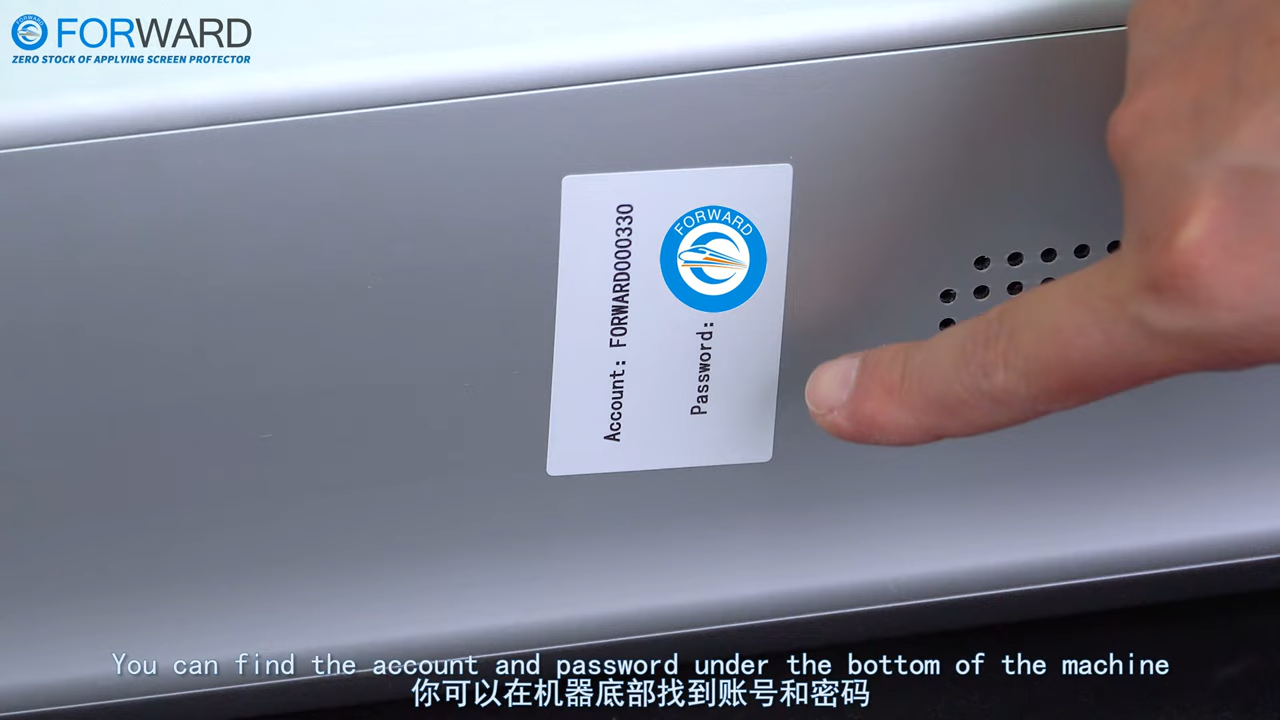 FORWARD
FORWARD
ZERO STOCK OF APPLYING SCREEN PROTECTOR
Account: FORWARD000330
Password:
FORWARD
You can find the account and password under the bottom of the machine
你可以在机器底部找到账号和密码